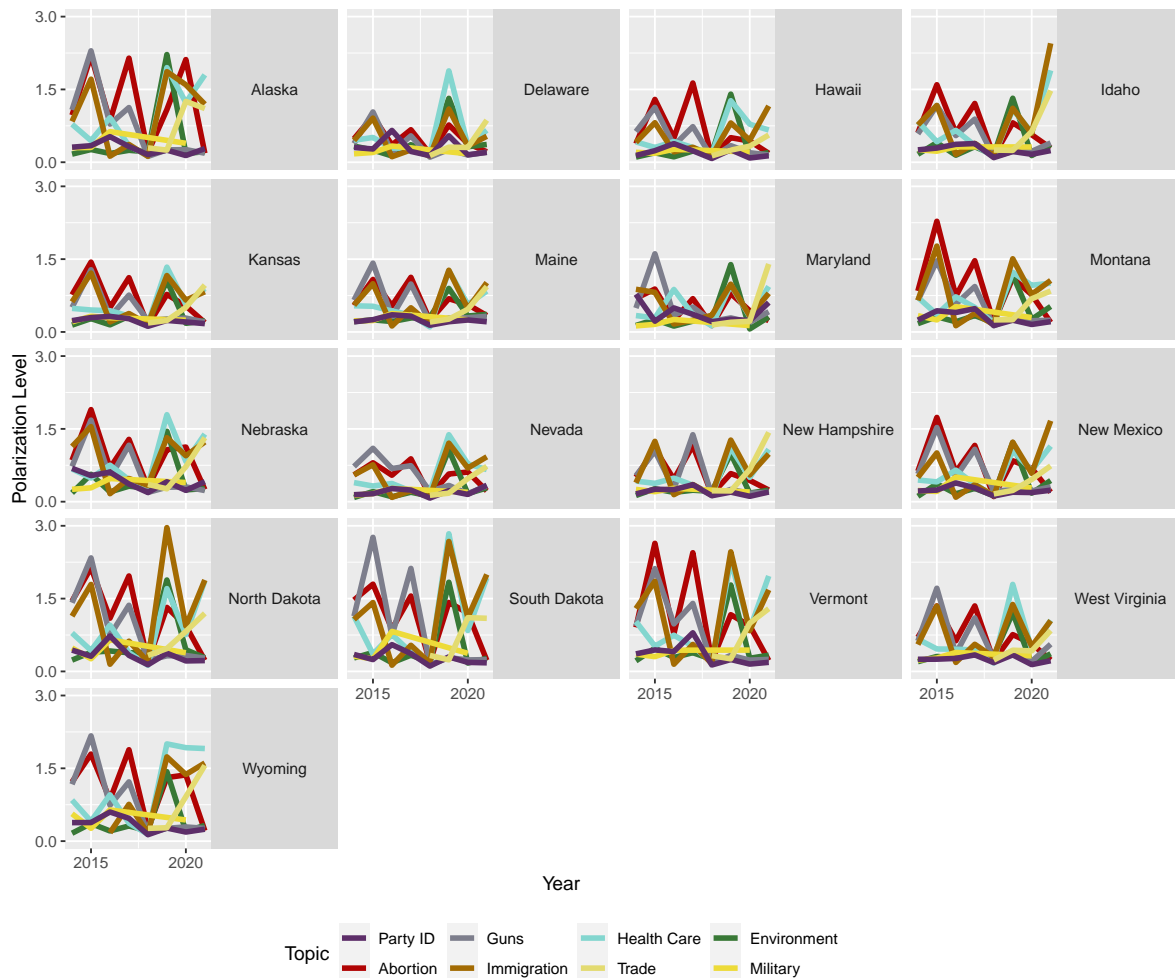 3.0
1.5
0.0
Alaska
Delaware
Hawaii
Idaho
3.0
1.5
0.0
Kansas
Maine
Maryland
Montana
3.0
1.5
0.0
Nebraska
Nevada
New Hampshire
New Mexico
3.0
1.5
0.0
North Dakota
South Dakota
Vermont
West Virginia
2015 2020
2015 2020
2015 2020
3.0
1.5
0.0
Wyoming
2015 2020
Polarization Level
Year
Topic
Party ID Guns Health Care Environment
Abortion Immigration Trade Military